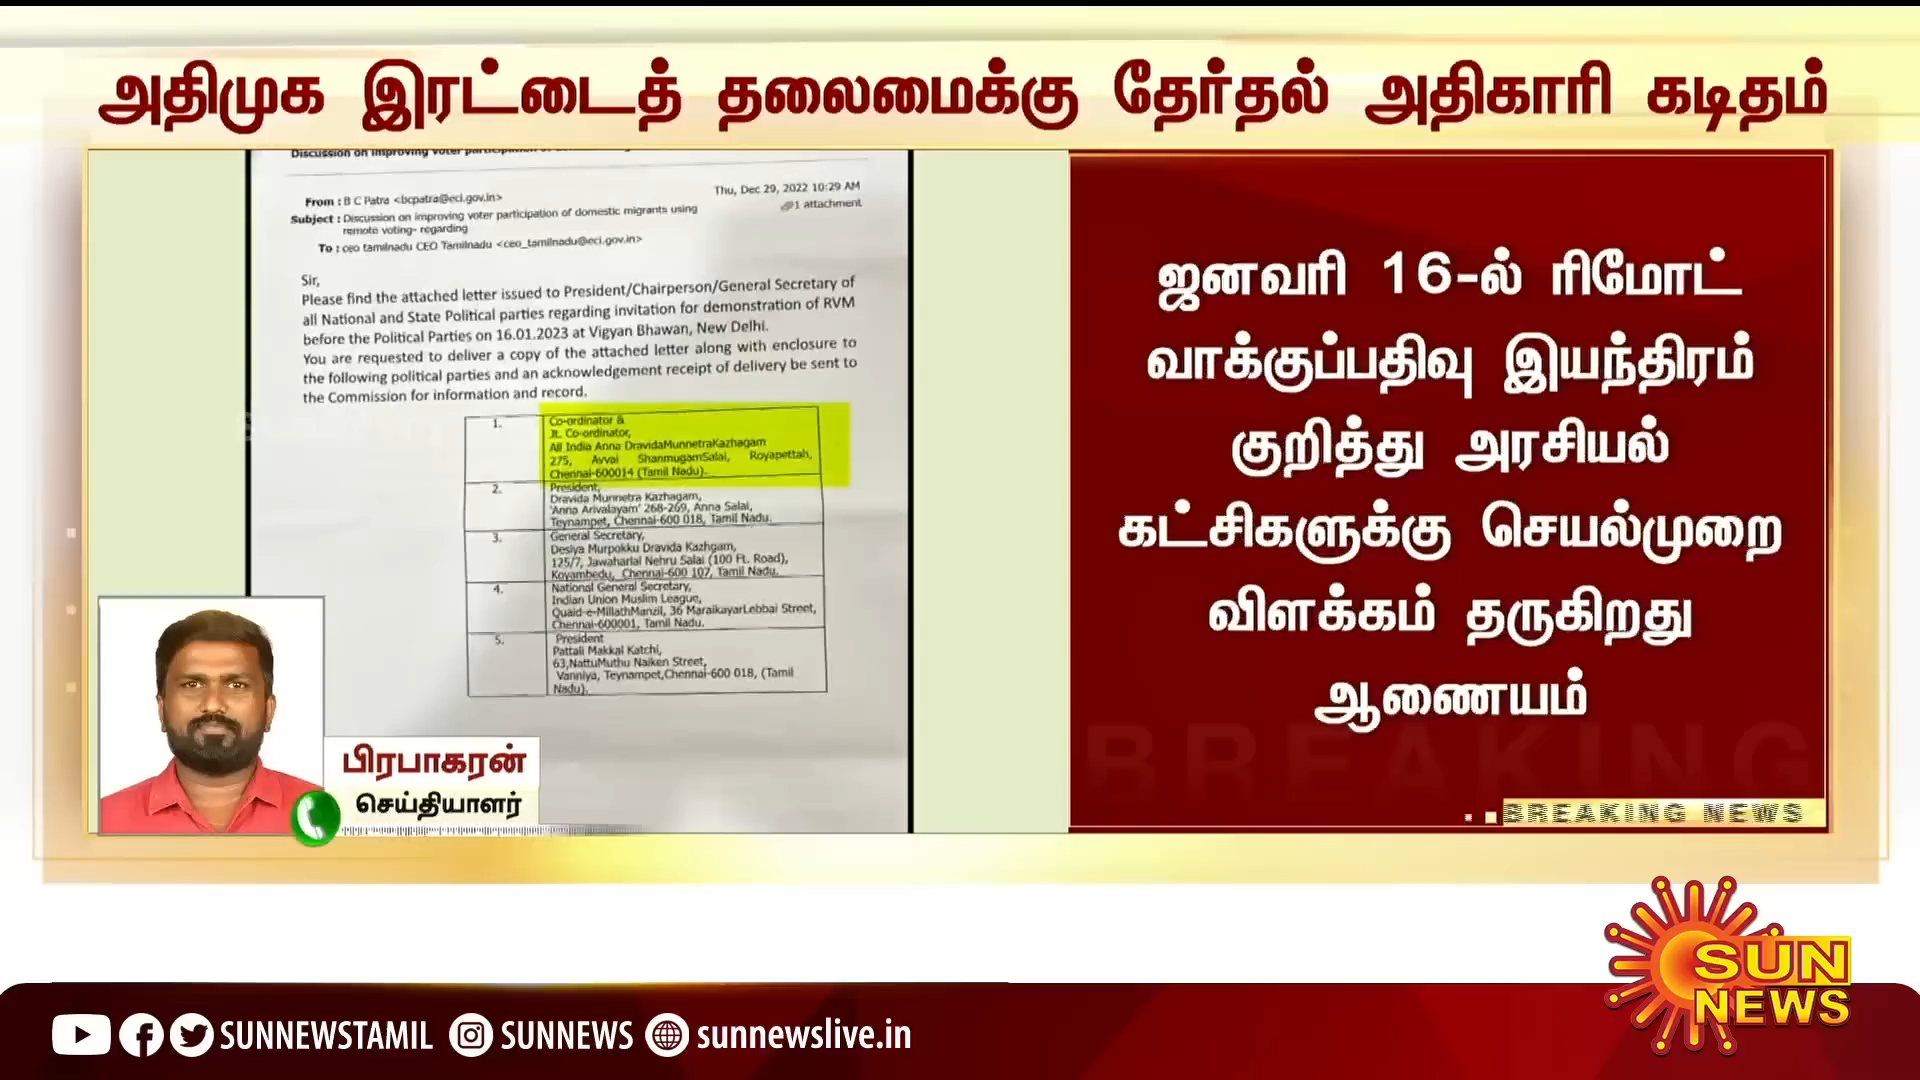 அதிமுக இரட்டைத் தலைமைக்கு தேர்தல் அதிகாரி கடிதம்
Discussion on improving voter participation of
From : B C Patra <bcpatra@eci.gov.in>
Thu, Dec 29, 2022 10:29 AM
Subject : Discussion on improving voter participation of domestic migrants using
1 attachment
remote voting- regarding
To : ceo tamilnadu CEO Tamilnadu <ceo_tamilnadu@eci.gov.in>
Sir,
Please find the attached letter issued to President/Chairperson/General Secretary of
all National and State Political parties regarding invitation for demonstration of RVM
before the Political Parties on 16.01.2023 at Vigyan Bhawan, New Delhi.
You are requested to deliver a copy of the attached letter along with enclosure to
the following political parties and an acknowledgement receipt of delivery be sent to
the Commission for information and record.
1. Co-ordinator &
Jt. Co-ordinator,
All India Anna DravidaMunnetraKazhagam
275, Avvai ShanmugamSalai, Royapettah,
Chennai-600014 (Tamil Nadu).
2. President,
Dravida Munnetra Kazhagam,
'Anna Arivalayam' 268-269, Anna Salai,
Teynampet, Chennai-600 018, Tamil Nadu.
3. General Secretary,
Desiya Murpokku Dravida Kazhgam,
125/7, Jawaharlal Nehru Salai (100 Ft. Road),
Koyambedu, Chennai-600 107, Tamil Nadu.
4. National General Secretary,
Indian Union Muslim League,
Quaid-e-MillathManzil, 36 MaraikayarLebbai Street,
Chennai-600001, Tamil Nadu.
5. President
Pattali Makkal Katchi,
63,NattuMuthu Naiken Street,
Vanniya, Teynampet,Chennai-600 018, (Tamil
Nadu).
பிரபாகரன்
செய்தியாளர்
ஜனவரி 16-ல் ரிமோட்
வாக்குப்பதிவு இயந்திரம்
குறித்து அரசியல்
கட்சிகளுக்கு செயல்முறை
விளக்கம் தருகிறது
ஆணையம்
BREAKING
BREAKING NEWS
SUN
NEWS
SUNNEWSTAMIL SUNNEWS sunnewslive.in